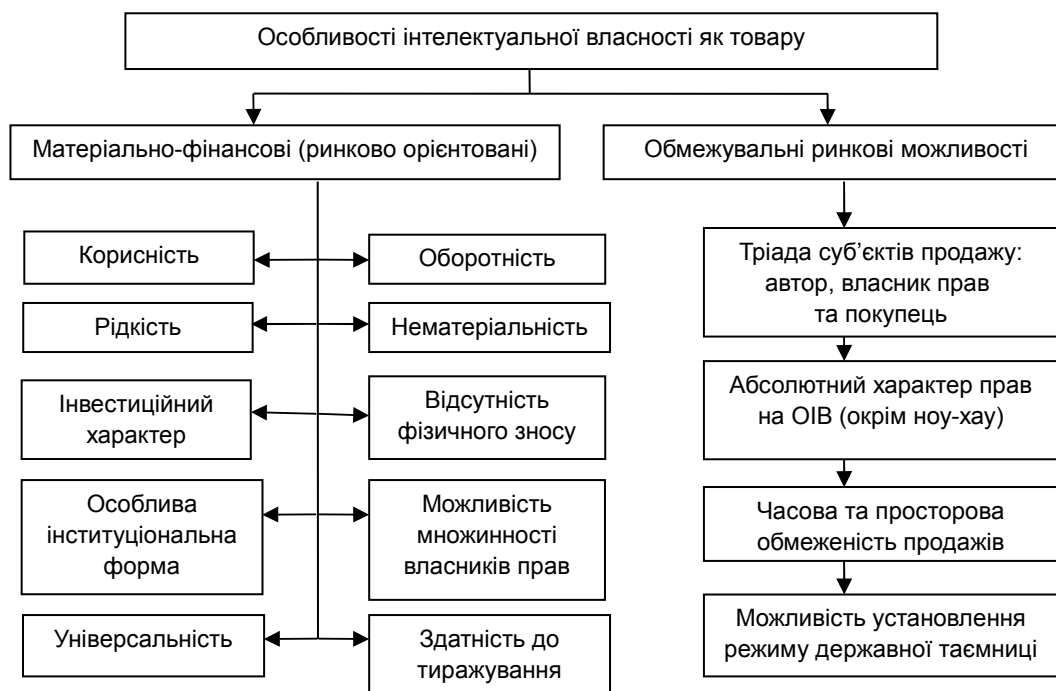 Особливості інтелектуальної власності як товару
Матеріально-фінансові (ринково орієнтовані)
Обмежувальні ринкові можливості
Корисність
Оборотність
Рідкість
Нематеріальність
Інвестиційний
характер
Відсутність
фізичного зносу
Особлива
інституціональна
форма
Можливість
множинності
власників прав
Універсальність
Здатність до
тиражування
Тріада суб’єктів продажу:
автор, власник прав
та покупець
Абсолютний характер прав
на ОІВ (окрім ноу-хау)
Часова та просторова
обмеженість продажів
Можливість установлення
режиму державної таємниці